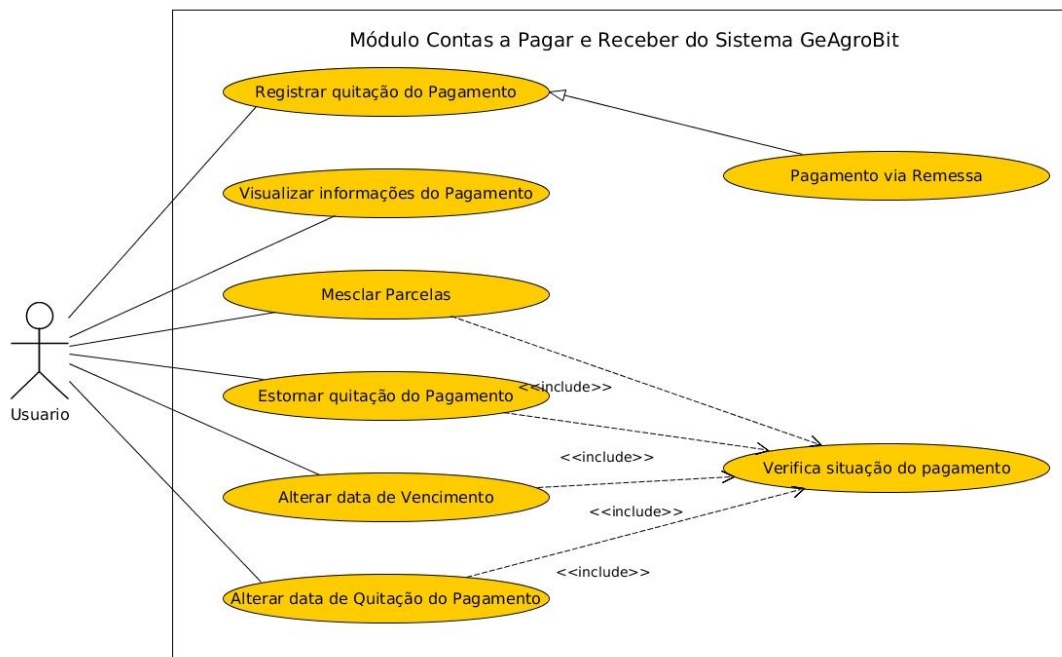 Módulo Contas a Pagar e Receber do Sistema GeAgroBit
Registrar quitação do Pagamento
Pagamento via Remessa
Visualizar informações do Pagamento
Mesclar Parcelas
<<include>>
Estornar quitação do Pagamento
Usuario
<<include>>
Verifica situação do pagamento
Alterar data de Vencimento
<<include>>
<<include>>
Alterar data de Quitação do Pagamento